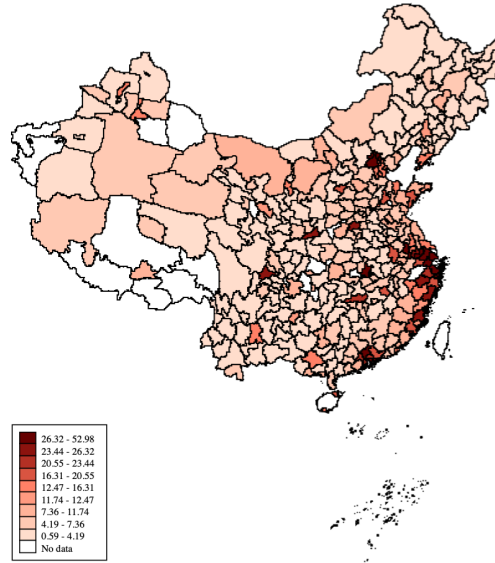 26.32 - 52.98
23.44 - 26.32
20.55 - 23.44
16.31 - 20.55
12.47 - 16.31
11.74 - 12.47
7.36 - 11.74
4.19 - 7.36
0.59 - 4.19
No data